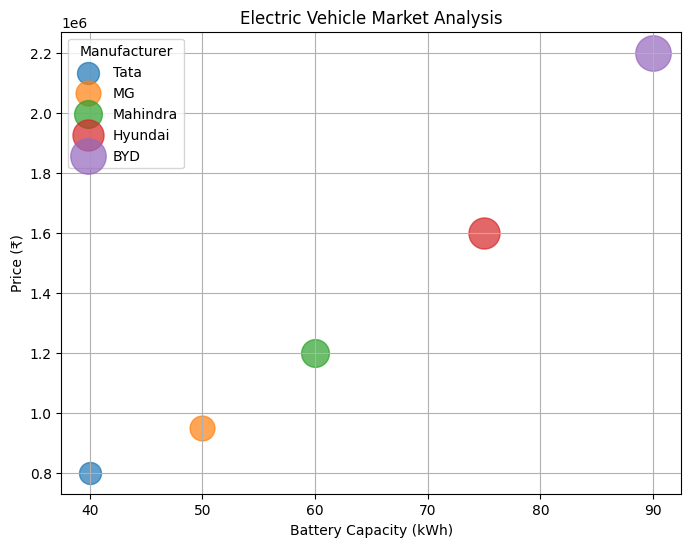 Electric Vehicle Market Analysis
1e6
Manufacturer
Tata
MG
Mahindra
Hyundai
BYD
2.2
2.0
1.8
1.6
1.4
1.2
1.0
0.8
Price (₹)
40 50 60 70 80 90
Battery Capacity (kWh)